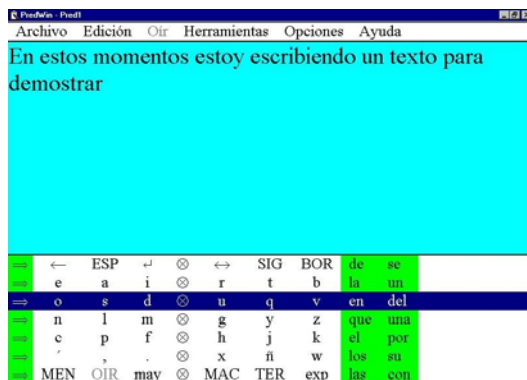 PredWin - Pred1
Archivo Edición Oír Herramientas Opciones Ayuda
En estos momentos estoy escribiendo un texto para
demostrar
⇒ ← ESP ↵ ⊗ ↔ SIG BOR de se
⇒ e a i ⊗ r t b la un
⇒ o s d ⊗ u q v en del
⇒ n l m ⊗ g y z que una
⇒ c p f ⊗ h j k el por
⇒ ´ , . ⊗ x ñ w los su
⇒ MEN OIR may ⊗ MAC TER exp las con